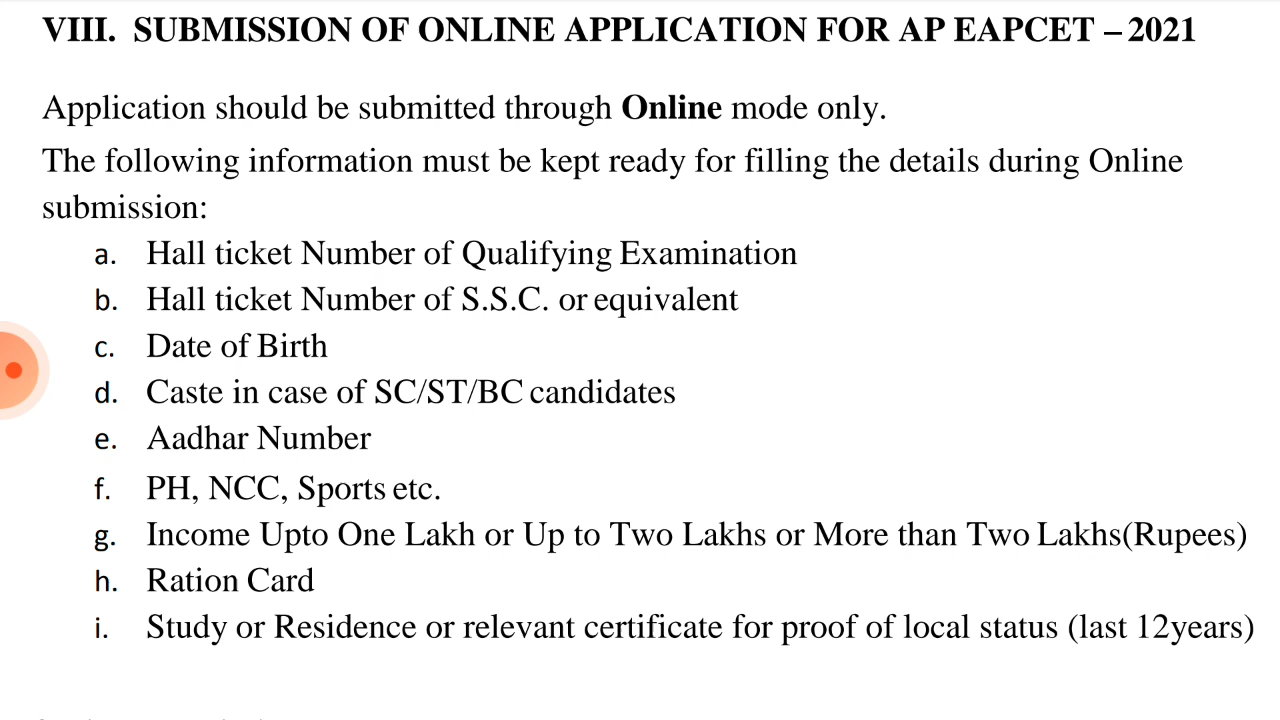 VIII. SUBMISSION OF ONLINE APPLICATION FOR AP EAPCET – 2021
Application should be submitted through Online mode only.
The following information must be kept ready for filling the details during Online
submission:
a. Hall ticket Number of Qualifying Examination
b. Hall ticket Number of S.S.C. or equivalent
c. Date of Birth
d. Caste in case of SC/ST/BC candidates
e. Aadhar Number
f. PH, NCC, Sports etc.
g. Income Upto One Lakh or Up to Two Lakhs or More than Two Lakhs(Rupees)
h. Ration Card
i. Study or Residence or relevant certificate for proof of local status (last 12years)